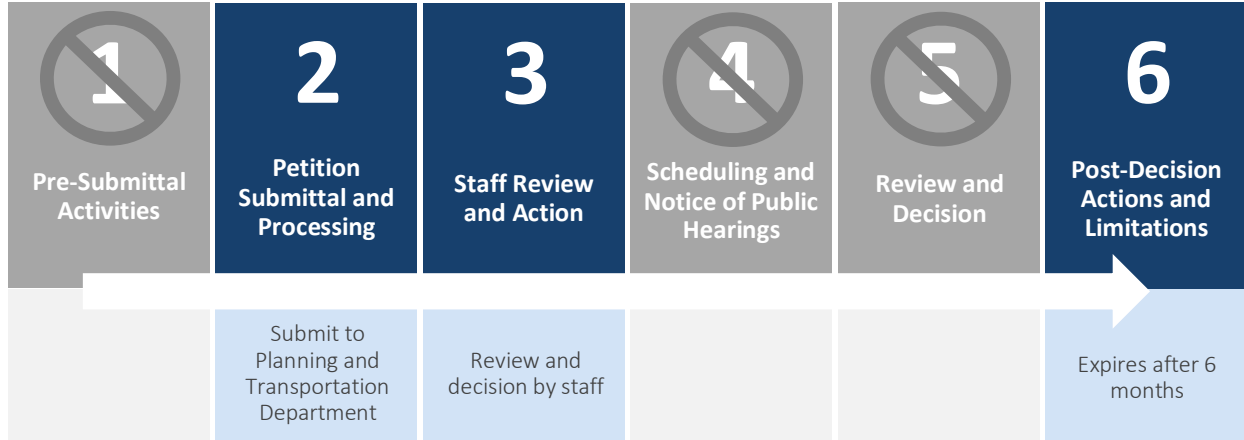 1
Pre-Submittal
Activities
2
Petition
Submittal and
Processing
Submit to
Planning and
Transportation
Department
3
Staff Review
and Action
Review and
decision by staff
4
Scheduling and
Notice of Public
Hearings
5
Review and
Decision
6
Post-Decision
Actions and
Limitations
Expires after 6
months